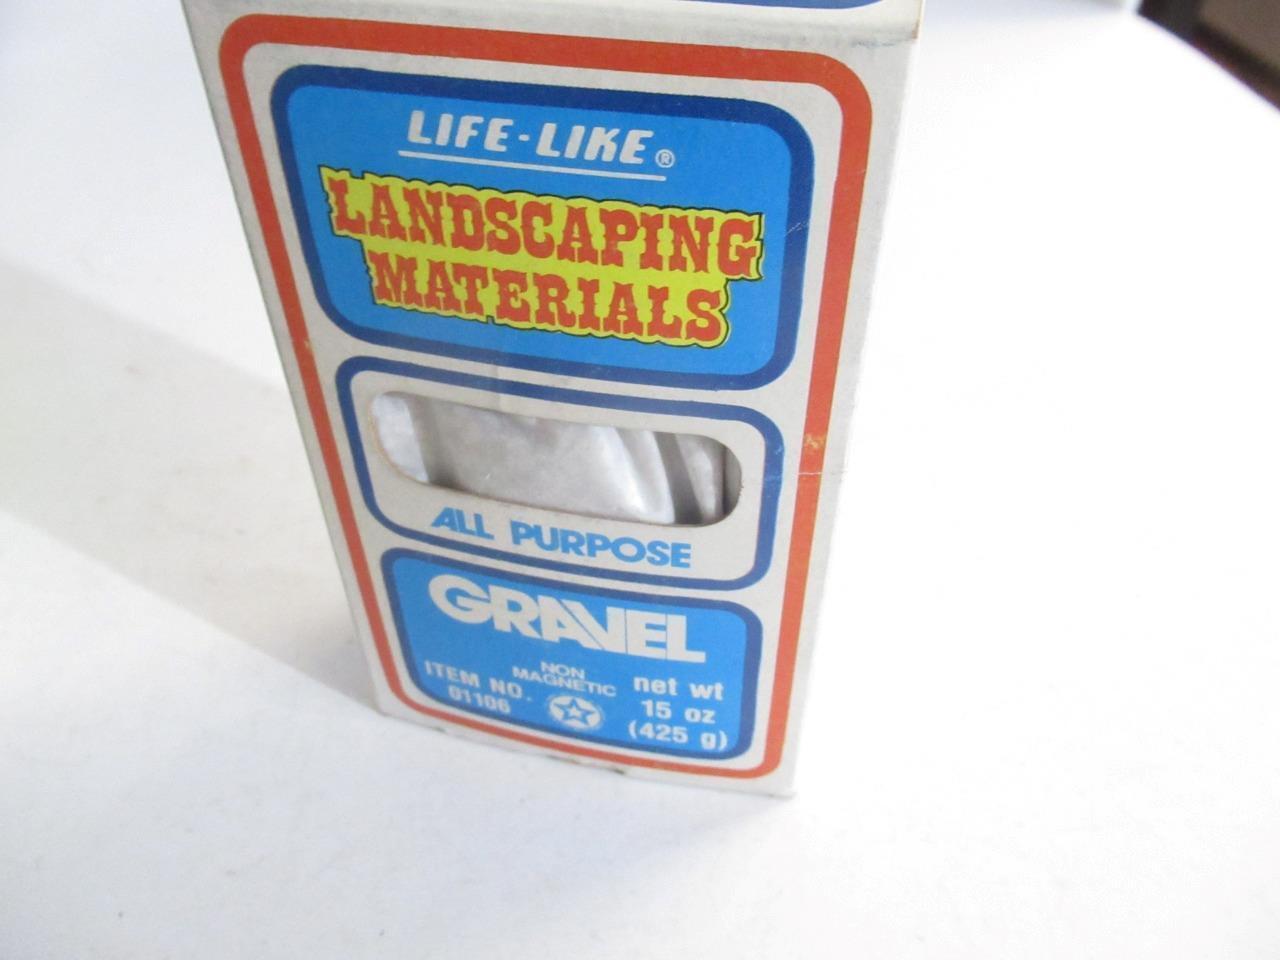 LIFE-LIKE®
LANDSCAPING
MATERIALS
ALL PURPOSE
GRAVEL
ITEM NO.
01106
NON
MAGNETIC
net wt
15 oz
(425 g)